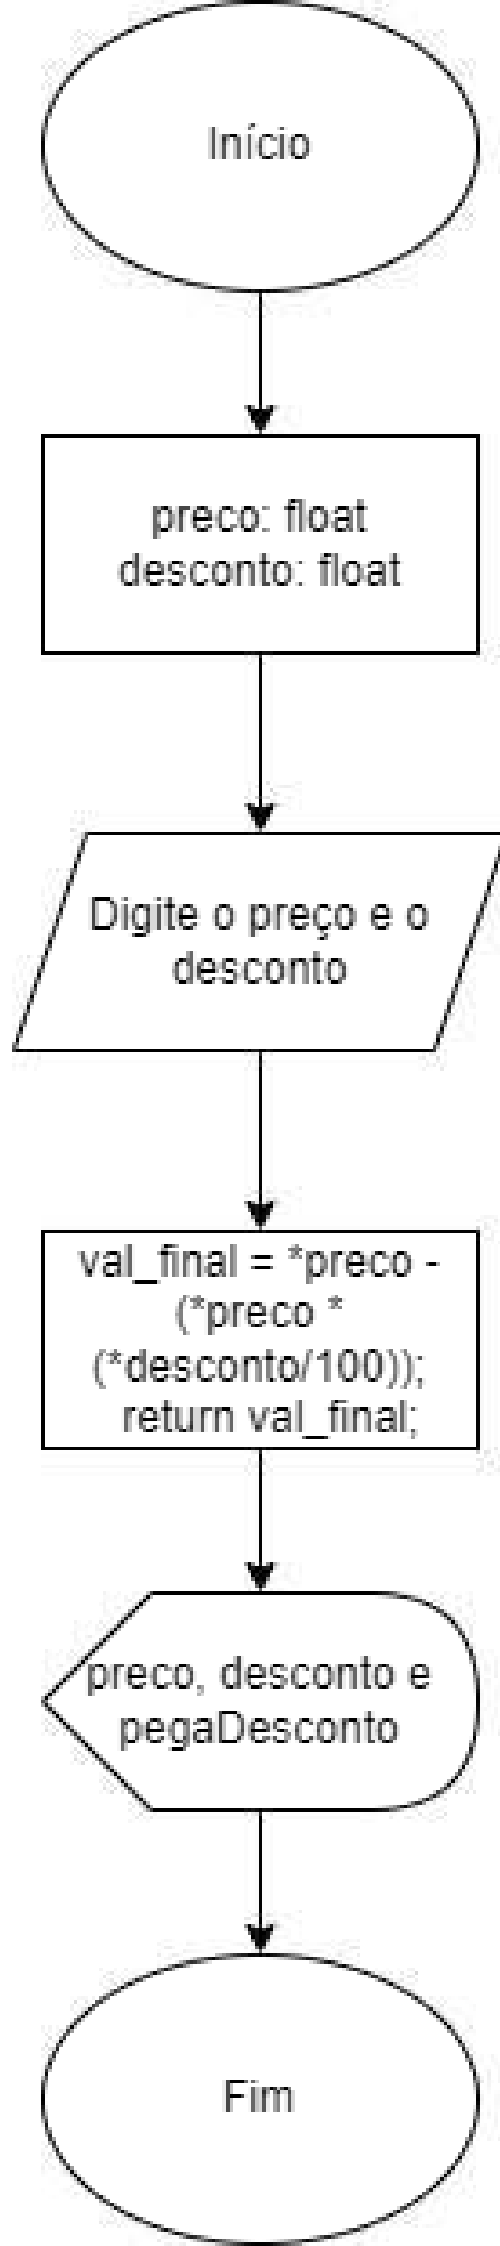 Início
preco: float
desconto: float
Digite o preço e o
desconto
val_final = *preco -
(*preco *
(*desconto/100));
return val_final;
preco, desconto e
pegaDesconto
Fim